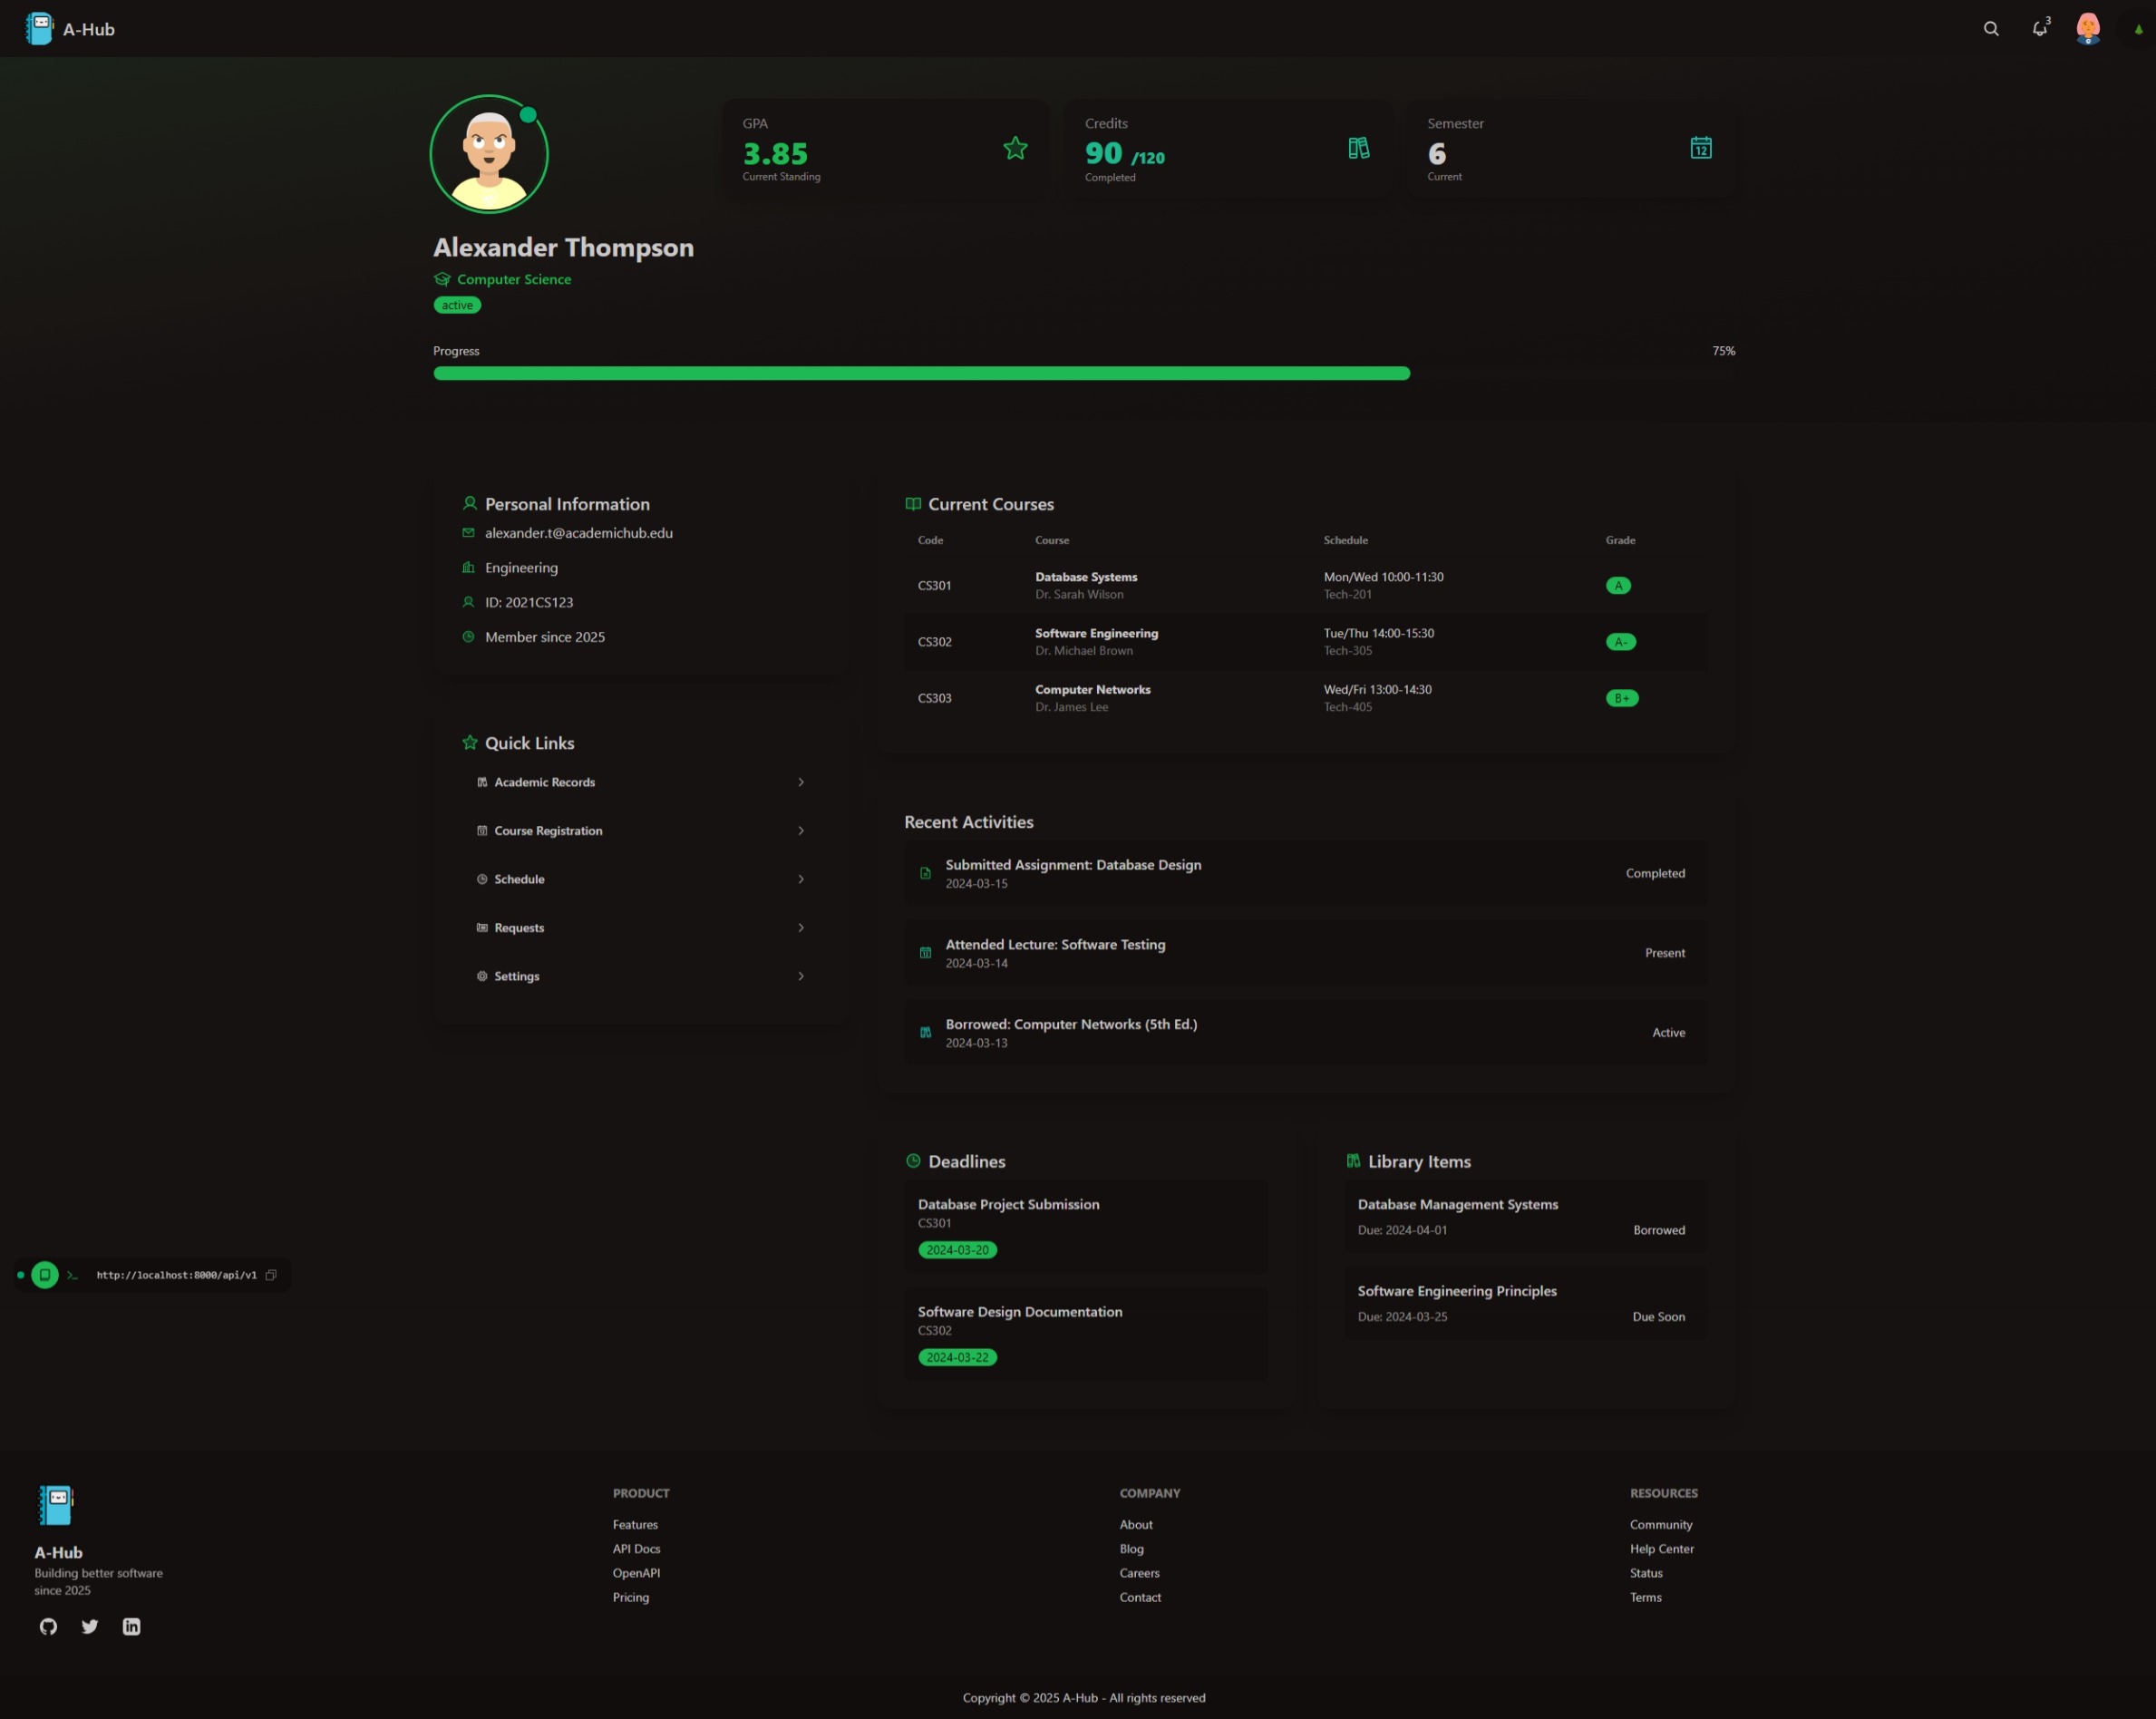 A-Hub
3
GPA
3.85
Current Standing
Credits
90 /120
Completed
Semester
6
Current
12
Alexander Thompson
Computer Science
active
Progress
75%
Personal Information
alexander.t@academichub.edu
Engineering
ID: 2021CS123
Member since 2025
Quick Links
Academic Records
Course Registration
Schedule
Requests
Settings
Current Courses
Code Course Schedule Grade
CS301
Database Systems
Dr. Sarah Wilson
Mon/Wed 10:00-11:30
Tech-201
A
CS302
Software Engineering
Dr. Michael Brown
Tue/Thu 14:00-15:30
Tech-305
A-
CS303
Computer Networks
Dr. James Lee
Wed/Fri 13:00-14:30
Tech-405
B+
Recent Activities
Submitted Assignment: Database Design
2024-03-15
Completed
Attended Lecture: Software Testing
2024-03-14
Present
Borrowed: Computer Networks (5th Ed.)
2024-03-13
Active
Deadlines
Database Project Submission
CS301
2024-03-20
Software Design Documentation
CS302
2024-03-22
Library Items
Database Management Systems
Due: 2024-04-01
Borrowed
Software Engineering Principles
Due: 2024-03-25
Due Soon
>_ http://localhost:8000/api/v1
A-Hub
Building better software
since 2025
in
PRODUCT
Features
API Docs
OpenAPI
Pricing
COMPANY
About
Blog
Careers
Contact
RESOURCES
Community
Help Center
Status
Terms
Copyright © 2025 A-Hub - All rights reserved